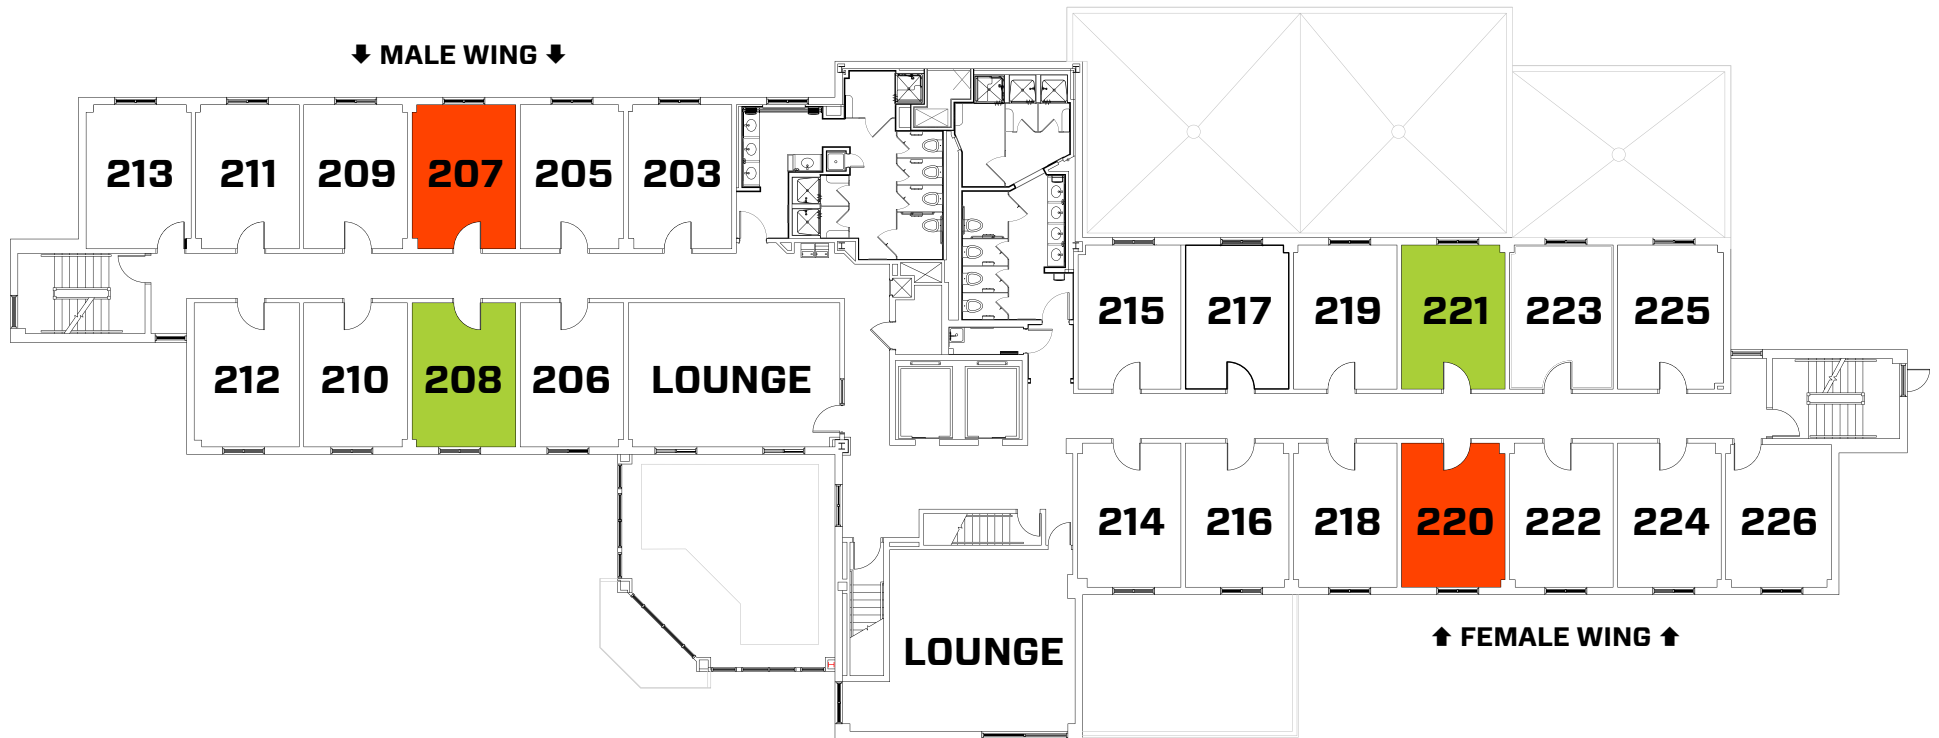 ⬇ MALE WING ⬇
213 211 209 207 205 203
212 210 208 206 LOUNGE
215 217 219 221 223 225
214 216 218 220 222 224 226
LOUNGE
⬆ FEMALE WING ⬆